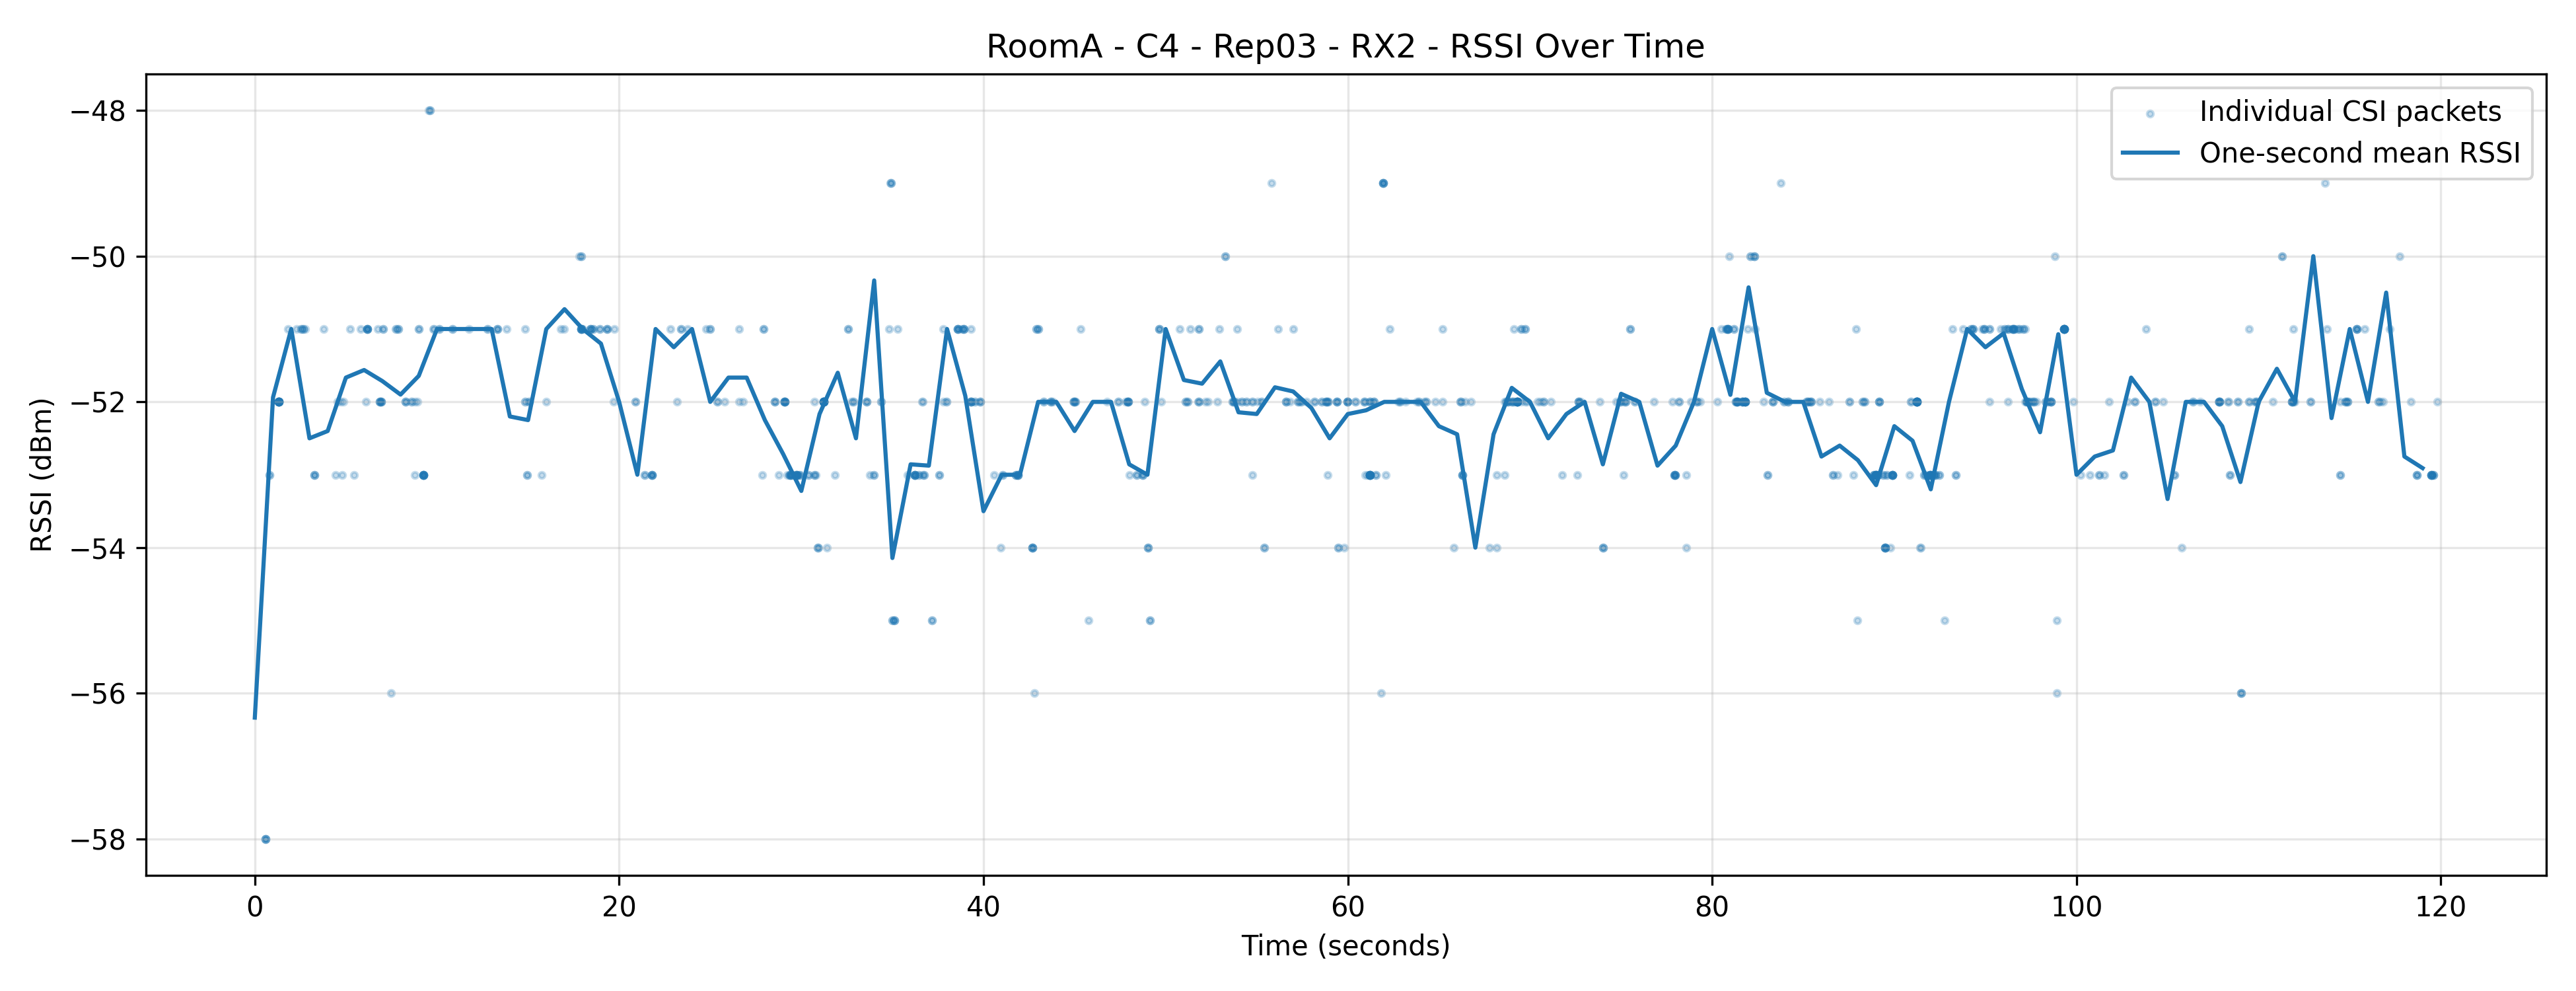 RoomA - C4 - Rep03 - RX2 - RSSI Over Time
Individual CSI packets
One-second mean RSSI
RSSI (dBm)
−48
−50
−52
−54
−56
−58
0 20 40 60 80 100 120
Time (seconds)